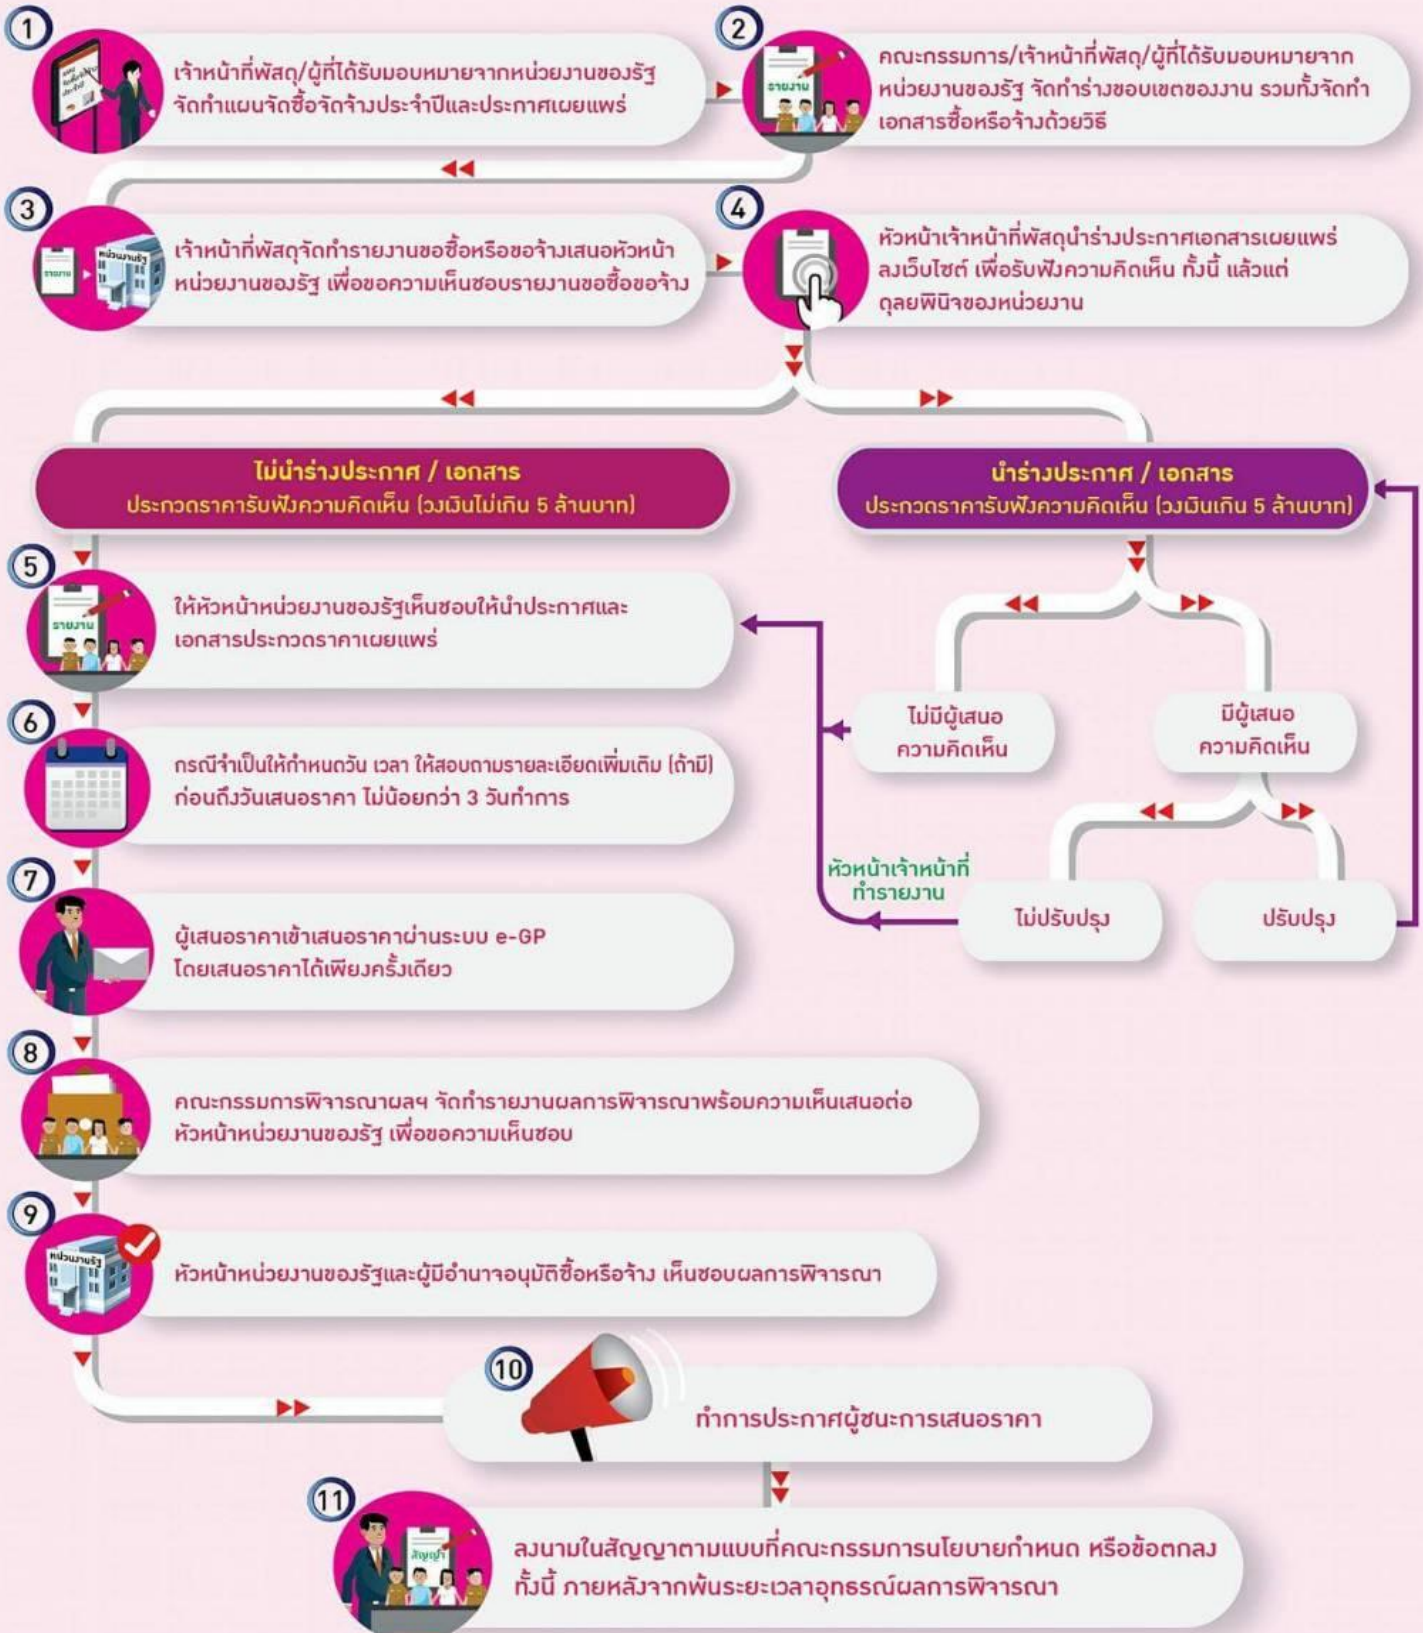 1
เจ้าหน้าที่พัสดุ/ผู้ที่ได้รับมอบหมายจากหน่วยงานของรัฐ
จัดทำแผนจัดซื้อจัดจ้างประจำปีและประกาศเผยแพร่
2
รายงาน
คณะกรรมการ/เจ้าหน้าที่พัสดุ/ผู้ที่ได้รับมอบหมายจาก
หน่วยงานของรัฐ จัดทำร่างขอบเขตของงาน รวมทั้งจัดทำ
เอกสารซื้อหรือจ้างด้วยวิธี
3
รายงาน
หน่วยงานรัฐ
เจ้าหน้าที่พัสดุจัดทำรายงานขอซื้อหรือขอจ้างเสนอหัวหน้า
หน่วยงานของรัฐ เพื่อขอความเห็นชอบรายงานขอซื้อขอจ้าง
4
หัวหน้าเจ้าหน้าที่พัสดุนำร่างประกาศเอกสารเผยแพร่
ลงเว็บไซต์ เพื่อรับฟังความคิดเห็น ทั้งนี้ แล้วแต่
ดุลยพินิจของหน่วยงาน
ไม่นำร่างประกาศ / เอกสาร
ประกวดราคารับฟังความคิดเห็น (วงเงินไม่เกิน 5 ล้านบาท)
นำร่างประกาศ / เอกสาร
ประกวดราคารับฟังความคิดเห็น (วงเงินเกิน 5 ล้านบาท)
5
รายงาน
ให้หัวหน้าหน่วยงานของรัฐเห็นชอบให้นำประกาศและ
เอกสารประกวดราคาเผยแพร่
ไม่มีผู้เสนอ
ความคิดเห็น
มีผู้เสนอ
ความคิดเห็น
6
กรณีจำเป็นให้กำหนดวัน เวลา ให้สอบถามรายละเอียดเพิ่มเติม (ถ้ามี)
ก่อนถึงวันเสนอราคา ไม่น้อยกว่า 3 วันทำการ
หัวหน้าเจ้าหน้าที่
ทำรายงาน
ไม่ปรับปรุง
ปรับปรุง
7
ผู้เสนอราคาเข้าเสนอราคาผ่านระบบ e-GP
โดยเสนอราคาได้เพียงครั้งเดียว
8
คณะกรรมการพิจารณาผลฯ จัดทำรายงานผลการพิจารณาพร้อมความเห็นเสนอต่อ
หัวหน้าหน่วยงานของรัฐ เพื่อขอความเห็นชอบ
9
หน่วยงานรัฐ
หัวหน้าหน่วยงานของรัฐและผู้มีอำนาจอนุมัติซื้อหรือจ้าง เห็นชอบผลการพิจารณา
10
ทำการประกาศผู้ชนะการเสนอราคา
11
สัญญา
ลงนามในสัญญาตามแบบที่คณะกรรมการนโยบายกำหนด หรือข้อตกลง
ทั้งนี้ ภายหลังจากพ้นระยะเวลาอุทธรณ์ผลการพิจารณา